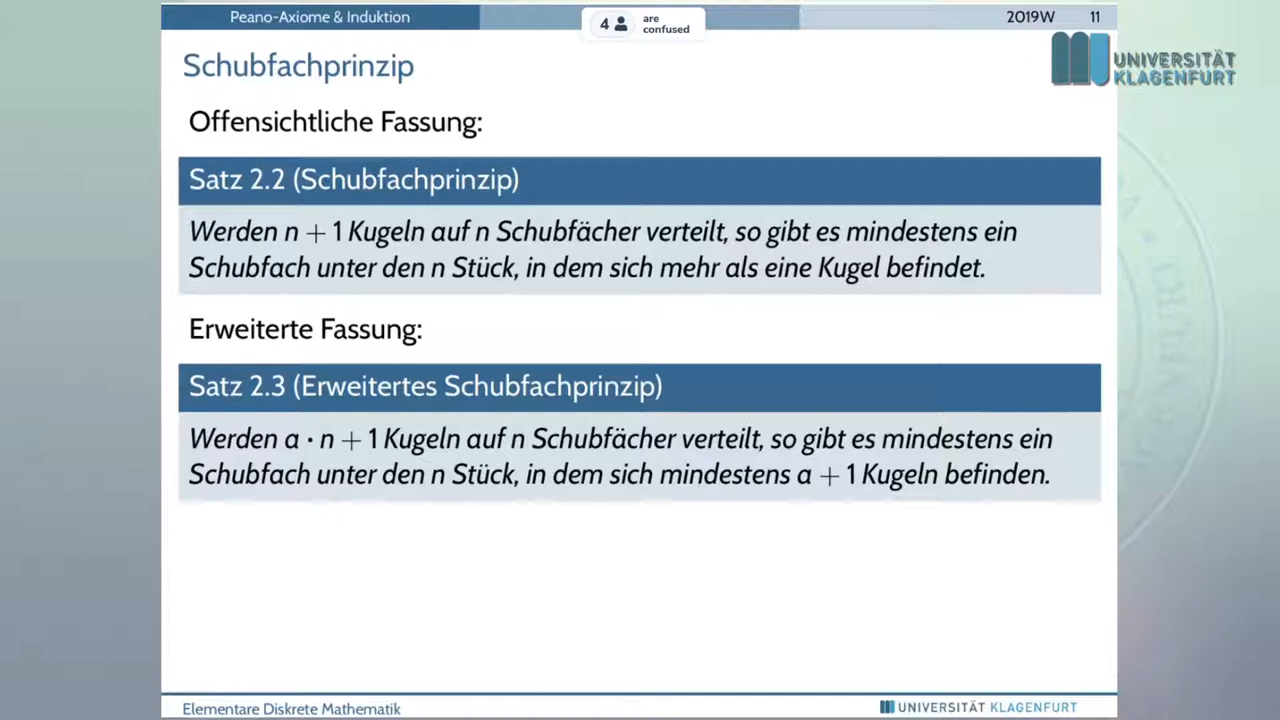 Peano-Axiome & Induktion
2019W 11
4 are confused
UNIVERSITÄT
KLAGENFURT
Schubfachprinzip
Offensichtliche Fassung:
Satz 2.2 (Schubfachprinzip)
Werden n + 1 Kugeln auf n Schubfächer verteilt, so gibt es mindestens ein
Schubfach unter den n Stück, in dem sich mehr als eine Kugel befindet.
Erweiterte Fassung:
Satz 2.3 (Erweitertes Schubfachprinzip)
Werden a · n + 1 Kugeln auf n Schubfächer verteilt, so gibt es mindestens ein
Schubfach unter den n Stück, in dem sich mindestens a + 1 Kugeln befinden.
Elementare Diskrete Mathematik
UNIVERSITÄT KLAGENFURT